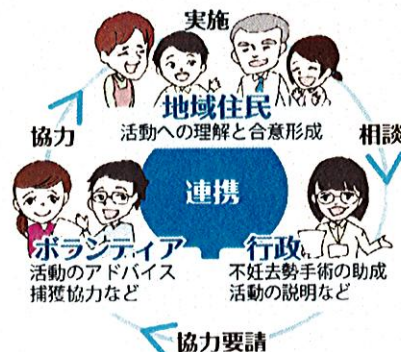 実施
地域住民
活動への理解と合意形成
協力
相談
連携
ボランティア
活動のアドバイス
捕獲協力など
行政
不妊去勢手術の助成
活動の説明など
協力要請